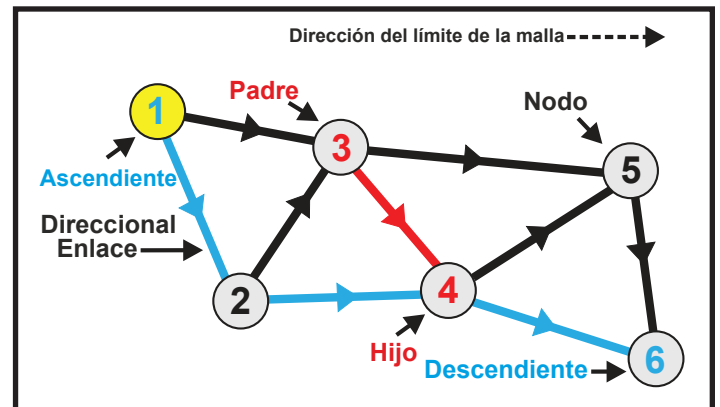 Dirección del límite de la malla
Padre
Nodo
1
3
5
Ascendiente
Direccional
Enlace
2
4
Hijo
Descendiente
6